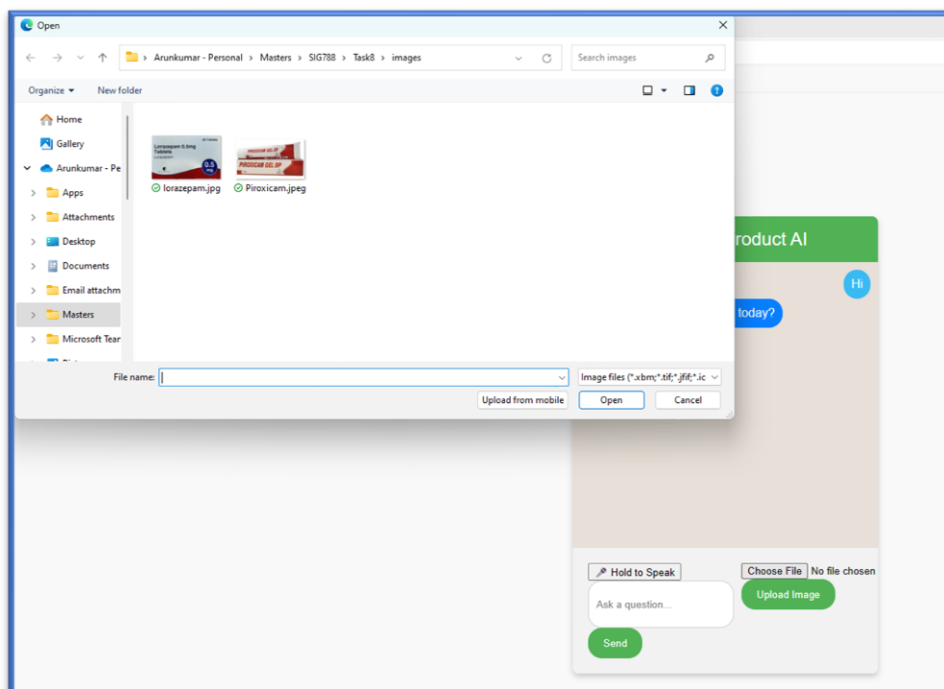 Open
Arunkumar - Personal > Masters > SIG788 > Task8 > images
Search images
Organize
New folder
Home
Gallery
Arunkumar - Pe
Apps
Attachments
Desktop
Documents
Email attachm
Masters
Microsoft Tear
Lorazepam 0.5mg
Tablets
0.5
PIROXICAM GEL BP
lorazepam.jpg
Piroxicam.jpeg
File name:
Image files (*.xbm;*.tif;*.jfif;*.ic
Upload from mobile
Open
Cancel
roduct AI
Hi
today?
Hold to Speak
Choose File No file chosen
Ask a question...
Upload Image
Send